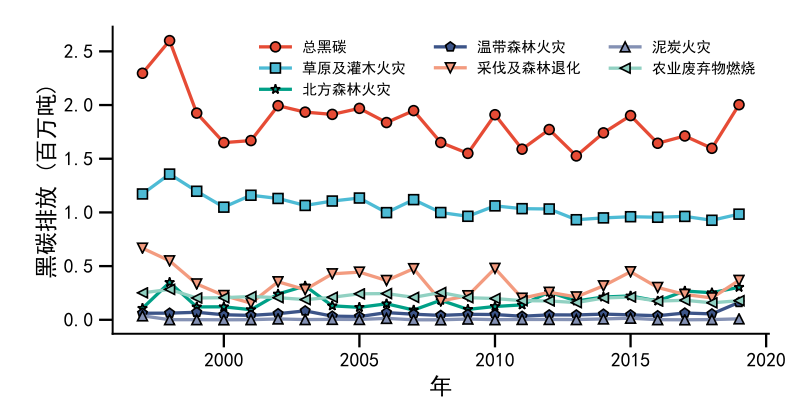 总黑碳
草原及灌木火灾
北方森林火灾
温带森林火灾
采伐及森林退化
泥炭火灾
农业废弃物燃烧
黑碳排放（百万吨）
2.5
2.0
1.5
1.0
0.5
0.0
2000
2005
2010
2015
2020
年